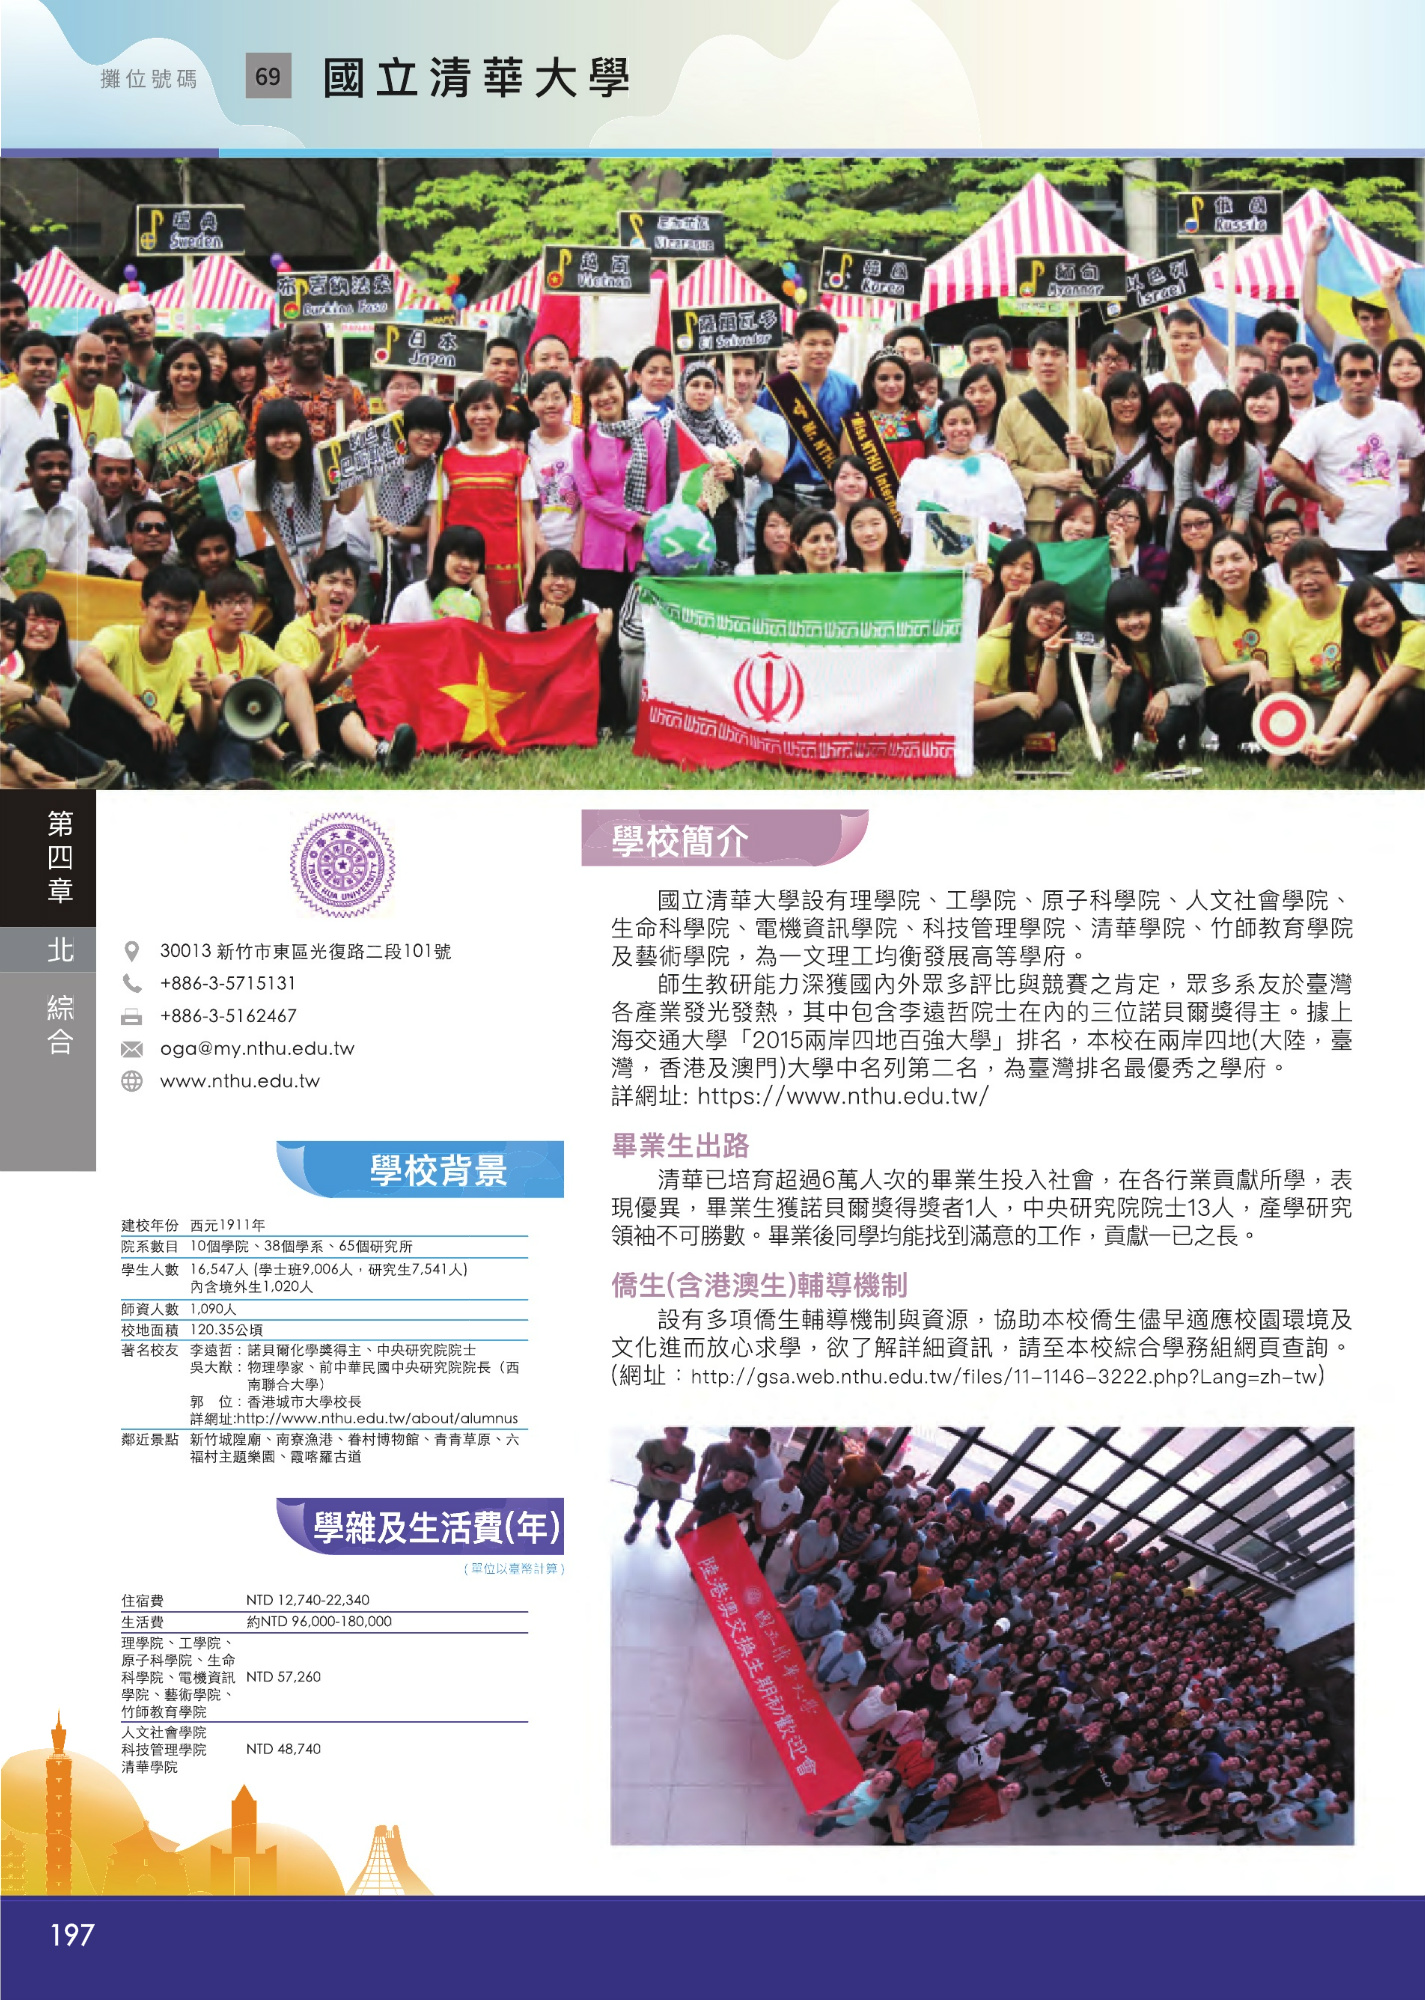 攤位號碼 69 國立清華大學
瑞典
Sweden
布吉納法索
Burkina Faso
日本
Japan
越南
Vietnam
尼加拉瓜
Nicaragua
薩爾瓦多
El Salvador
韓國
Korea
緬甸
Myanmar
以色列
Israel
俄國
Russia
Mr. NTHU
Miss NTHU
第四章
北
綜合
TSING HUA UNIVERSITY
30013 新竹市東區光復路二段101號
+886-3-5715131
+886-3-5162467
oga@my.nthu.edu.tw
www.nthu.edu.tw
學校背景
建校年份 西元1911年
院系數目 10個學院、38個學系、65個研究所
學生人數 16,547人 (學士班9,006人，研究生7,541人)
內含境外生1,020人
師資人數 1,090人
校地面積 120.35公頃
著名校友 李遠哲：諾貝爾化學獎得主、中央研究院院士
吳大猷：物理學家、前中華民國中央研究院院長（西
南聯合大學）
郭　位：香港城市大學校長
詳網址:http://www.nthu.edu.tw/about/alumnus
鄰近景點 新竹城隍廟、南寮漁港、眷村博物館、青青草原、六
福村主題樂園、霞喀羅古道
學雜及生活費(年)
(單位以臺幣計算)
住宿費 NTD 12,740-22,340
生活費 約NTD 96,000-180,000
理學院、工學院、
原子科學院、生命
科學院、電機資訊 NTD 57,260
學院、藝術學院、
竹師教育學院
人文社會學院
科技管理學院 NTD 48,740
清華學院
學校簡介
國立清華大學設有理學院、工學院、原子科學院、人文社會學院、
生命科學院、電機資訊學院、科技管理學院、清華學院、竹師教育學院
及藝術學院，為一文理工均衡發展高等學府。
師生教研能力深獲國內外眾多評比與競賽之肯定，眾多系友於臺灣
各產業發光發熱，其中包含李遠哲院士在內的三位諾貝爾獎得主。據上
海交通大學「2015兩岸四地百強大學」排名，本校在兩岸四地(大陸，臺
灣，香港及澳門)大學中名列第二名，為臺灣排名最優秀之學府。
詳網址: https://www.nthu.edu.tw/
畢業生出路
清華已培育超過6萬人次的畢業生投入社會，在各行業貢獻所學，表
現優異，畢業生獲諾貝爾獎得獎者1人，中央研究院院士13人，產學研究
領袖不可勝數。畢業後同學均能找到滿意的工作，貢獻一已之長。
僑生(含港澳生)輔導機制
設有多項僑生輔導機制與資源，協助本校僑生儘早適應校園環境及
文化進而放心求學，欲了解詳細資訊，請至本校綜合學務組網頁查詢。
(網址：http://gsa.web.nthu.edu.tw/files/11-1146-3222.php?Lang=zh-tw)
國立清華大學
陸港澳交換生期初歡迎會
197